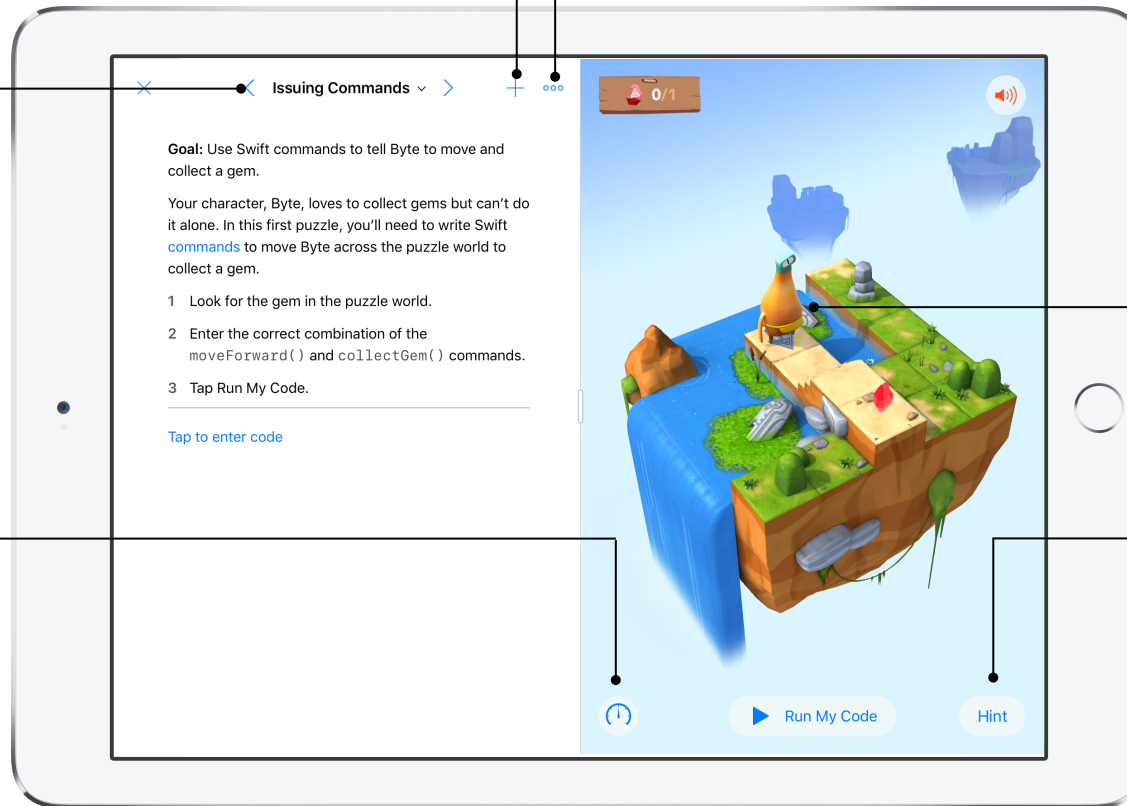 Issuing Commands
0/1
Goal: Use Swift commands to tell Byte to move and
collect a gem.
Your character, Byte, loves to collect gems but can’t do
it alone. In this first puzzle, you’ll need to write Swift
commands to move Byte across the puzzle world to
collect a gem.
1 Look for the gem in the puzzle world.
2 Enter the correct combination of the
moveForward() and collectGem() commands.
3 Tap Run My Code.
Tap to enter code
Run My Code
Hint